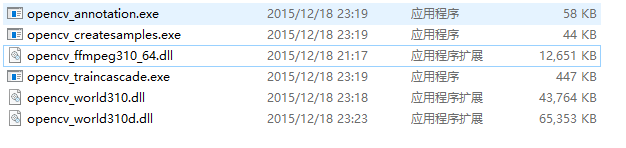 opencv_annotation.exe 2015/12/18 23:19 应用程序 58 KB
opencv_createsamples.exe 2015/12/18 23:19 应用程序 44 KB
opencv_ffmpeg310_64.dll 2015/12/18 21:17 应用程序扩展 12,651 KB
opencv_traincascade.exe 2015/12/18 23:19 应用程序 447 KB
opencv_world310.dll 2015/12/18 23:18 应用程序扩展 43,764 KB
opencv_world310d.dll 2015/12/18 23:23 应用程序扩展 65,353 KB